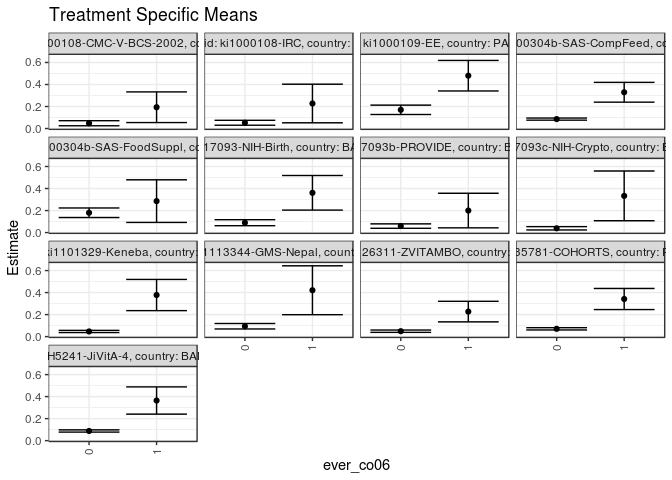 Treatment Specific Means
00108-CMC-V-BCS-2002, co
id: ki1000108-IRC, country:
ki1000109-EE, country: PA
00304b-SAS-CompFeed, co
0.6
0.4
0.2
0.0
00304b-SAS-FoodSuppl, co
17093-NIH-Birth, country: BA
7093b-PROVIDE, country: B
7093c-NIH-Crypto, country: B
0.6
0.4
0.2
0.0
Estimate
ki1101329-Keneba, country:
1113344-GMS-Nepal, count
26311-ZVITAMBO, country:
35781-COHORTS, country:
0.6
0.4
0.2
0.0
0 1
0 1
0 1
H5241-JiVitA-4, country: BAI
0.6
0.4
0.2
0.0
0 1
ever_co06